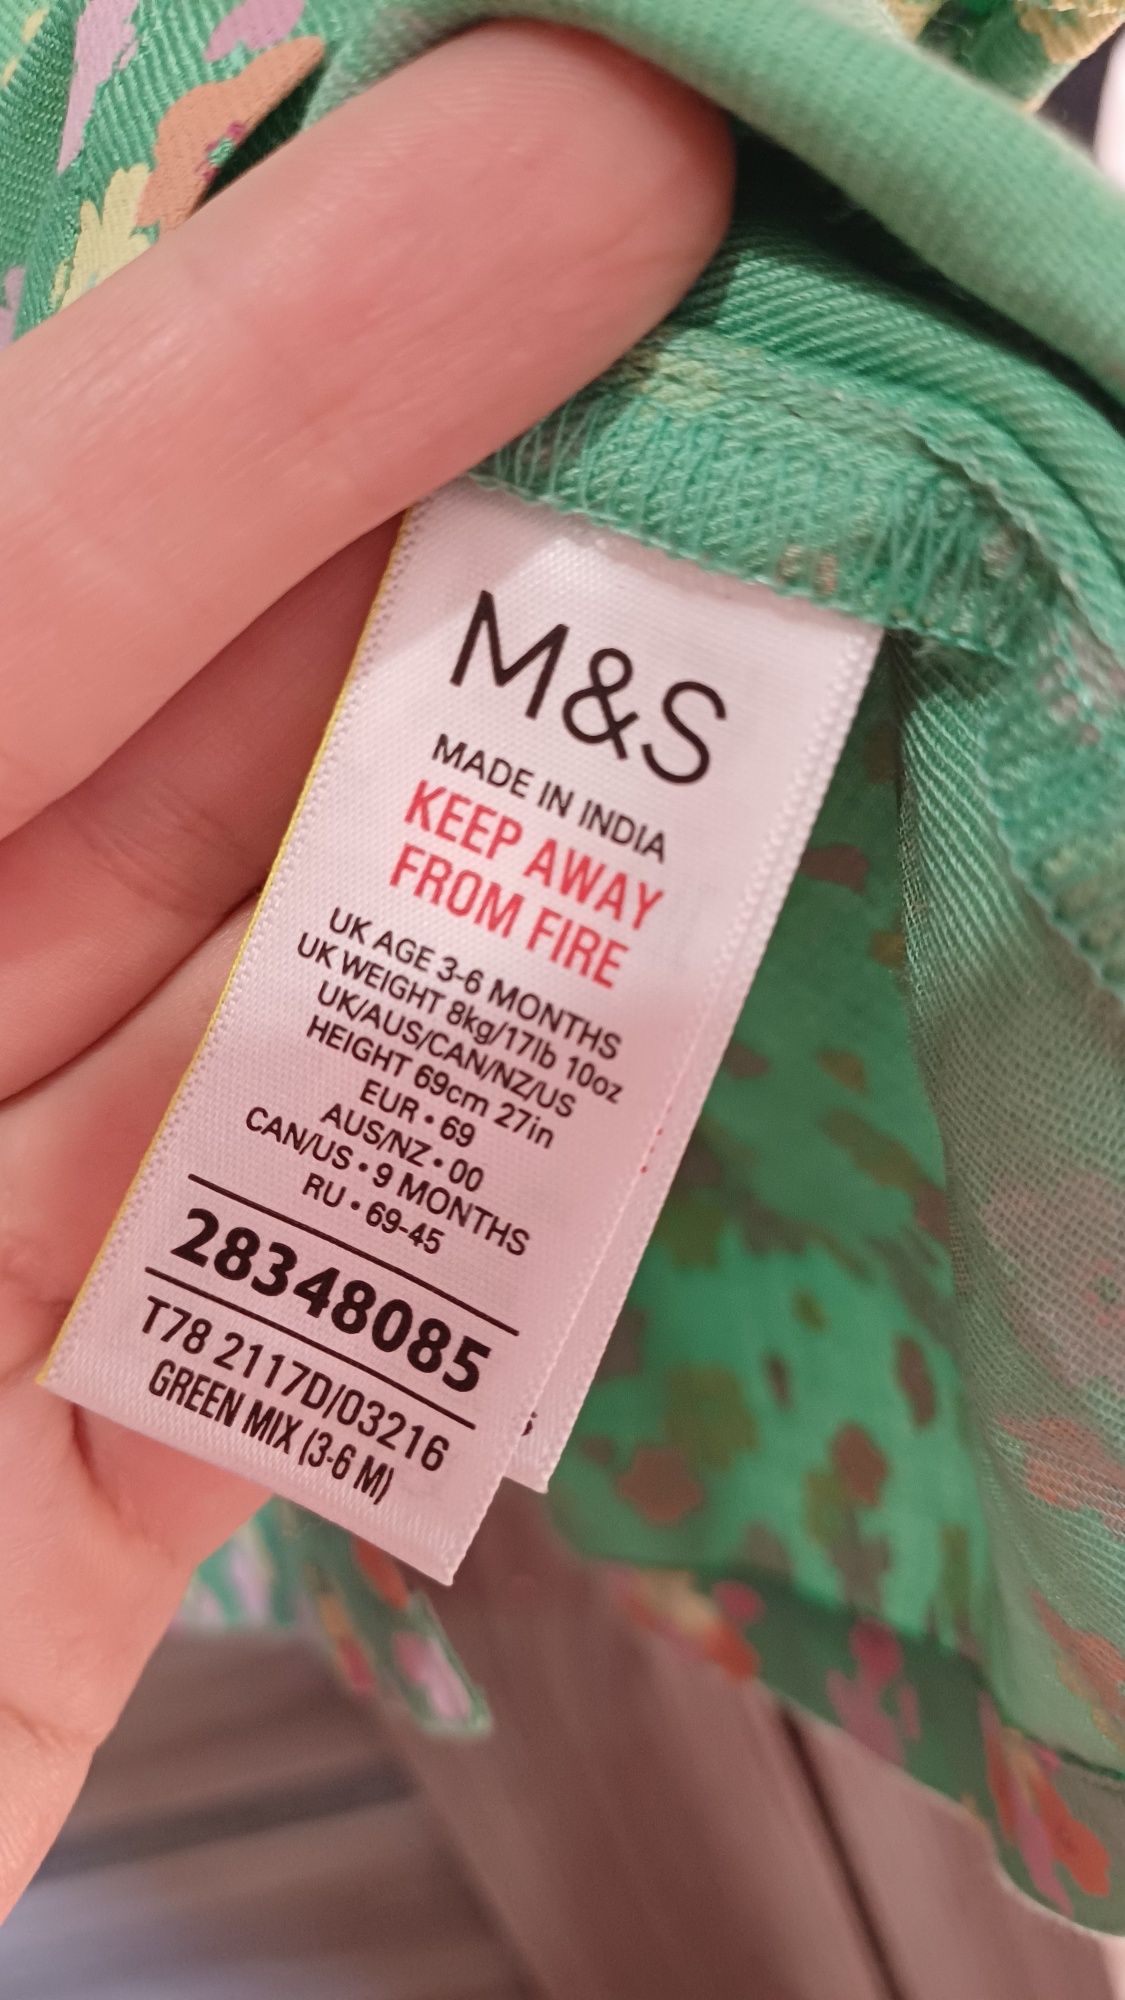 M&S
MADE IN INDIA
KEEP AWAY
FROM FIRE
UK AGE 3-6 MONTHS
UK WEIGHT 8kg/17lb 10oz
UK/AUS/CAN/NZ/US
HEIGHT 69cm 27in
EUR • 69
AUS/NZ • 00
CAN/US • 9 MONTHS
RU • 69-45
28348085
T78 2117D/03216
GREEN MIX (3-6 M)